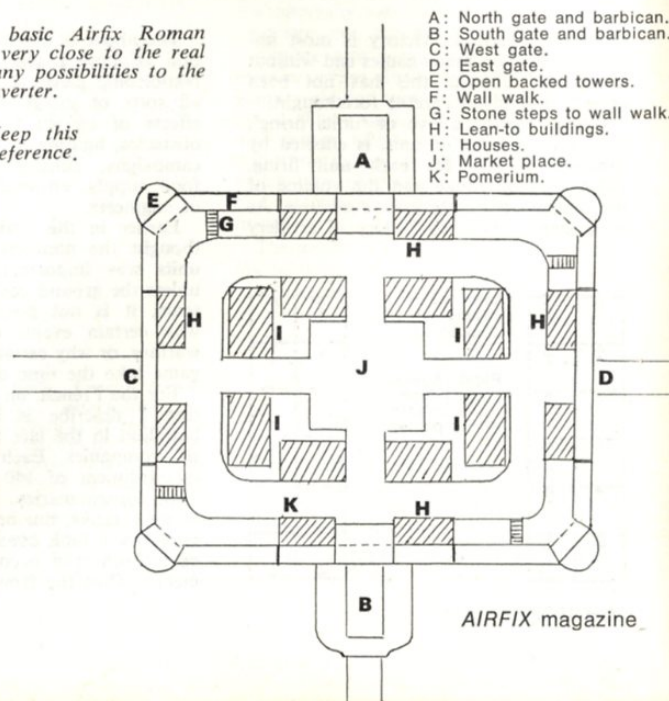 basic Airfix Roman
very close to the real
any possibilities to the
verter.
eep this
eference.
A: North gate and barbican.
B: South gate and barbican.
C: West gate.
D: East gate.
E: Open backed towers.
F: Wall walk.
G: Stone steps to wall walk.
H: Lean-to buildings.
I: Houses.
J: Market place.
K: Pomerium.
A
E
F
G
H
H
H
I
I
C
J
D
I
I
K
H
B
AIRFIX magazine